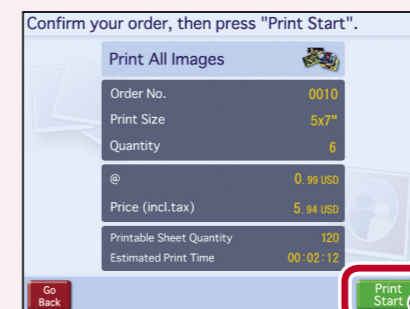 Confirm your order, then press "Print Start".
Print All Images
Order No. 0010
Print Size 5x7"
Quantity 6
@ 0.99 USD
Price (incl.tax) 5.94 USD
Printable Sheet Quantity 120
Estimated Print Time 00:02:12
Go
Back
Print
Start